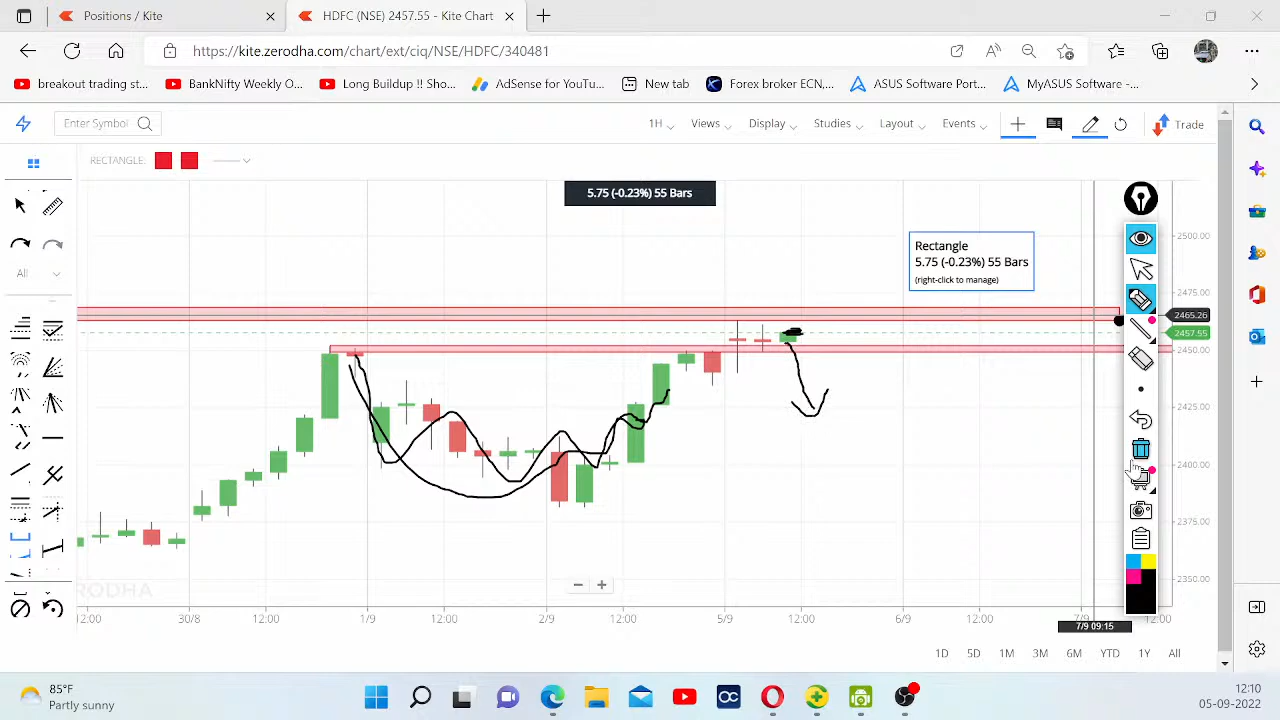 Positions / Kite
HDFC (NSE) 2457.55 - Kite Chart
https://kite.zerodha.com/chart/ext/ciq/NSE/HDFC/340481
breakout trading st...
BankNifty Weekly O...
Long Buildup !! Sho...
AdSense for YouTu...
New tab
Forex broker ECN,...
ASUS Software Port...
MyASUS Software -...
Enter Symbol
1H
Views
Display
Studies
Layout
Events
Trade
RECTANGLE:
5.75 (-0.23%) 55 Bars
2500.00
Rectangle
5.75 (-0.23%) 55 Bars
(right-click to manage)
All
2475.00
2465.26
2457.55
2450.00
2425.00
2400.00
2375.00
2350.00
RODHA
12:00
30/8
12:00
1/9
12:00
2/9
12:00
5/9
12:00
6/9
12:00
7/9
12:00
7/9 09:15
1D
5D
1M
3M
6M
YTD
1Y
All
85°F
Partly sunny
12:10
05-09-2022